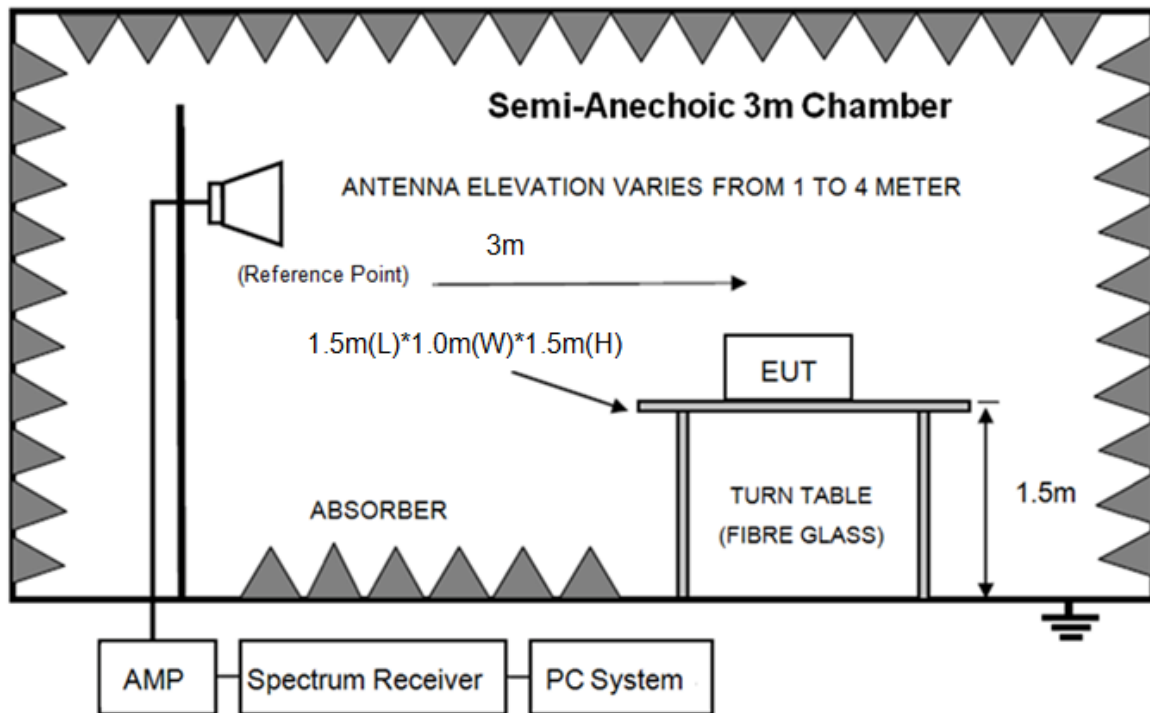 Semi-Anechoic 3m Chamber
ANTENNA ELEVATION VARIES FROM 1 TO 4 METER
3m
(Reference Point)
1.5m(L)*1.0m(W)*1.5m(H)
EUT
ABSORBER
TURN TABLE
(FIBRE GLASS)
1.5m
AMP
Spectrum Receiver
PC System